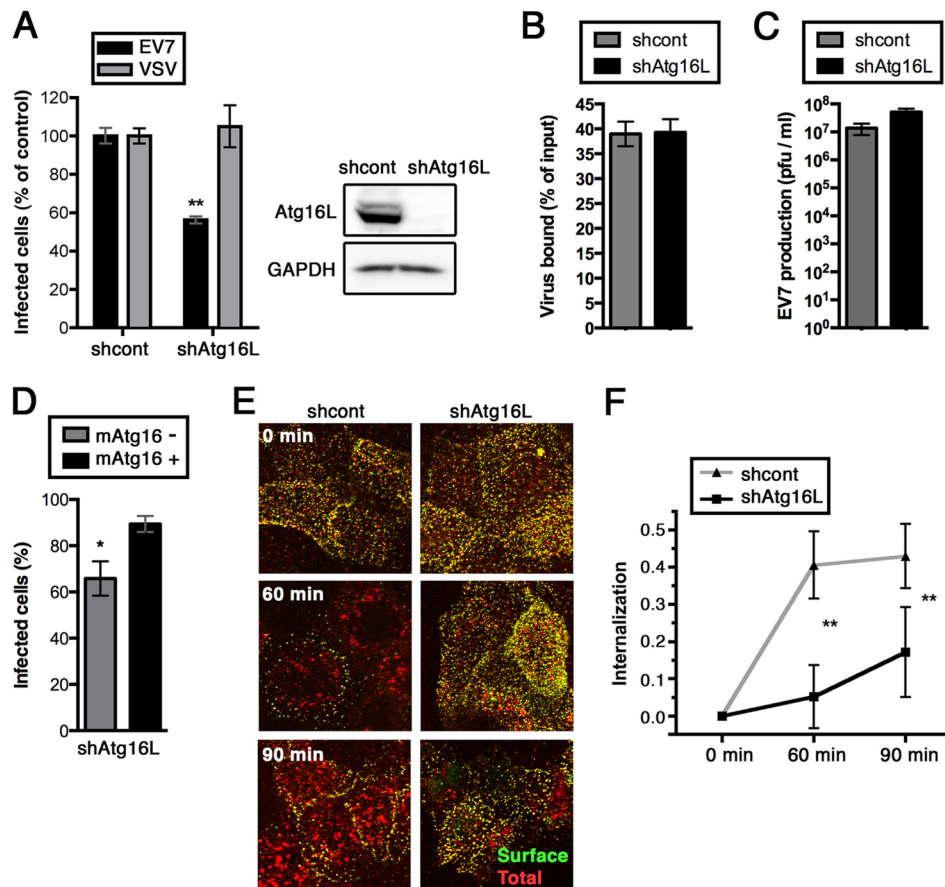 A
EV7
VSV
Infected cells (% of control)
120
100
80
60
40
20
0
**
shcont
shAtg16L
shcont shAtg16L
Atg16L
GAPDH
B
shcont
shAtg16L
Virus bound (% of input)
45
40
35
30
25
20
15
10
5
0
C
shcont
shAtg16L
EV7 production (pfu / ml)
10⁸
10⁷
10⁶
10⁵
10⁴
10³
10²
10¹
10⁰
D
mAtg16 -
mAtg16 +
Infected cells (%)
100
80
60
40
20
0
*
shAtg16L
E
shcont
shAtg16L
0 min
60 min
90 min
Surface
Total
F
shcont
shAtg16L
Internalization
0.5
0.4
0.3
0.2
0.1
0.0
**
**
0 min
60 min
90 min